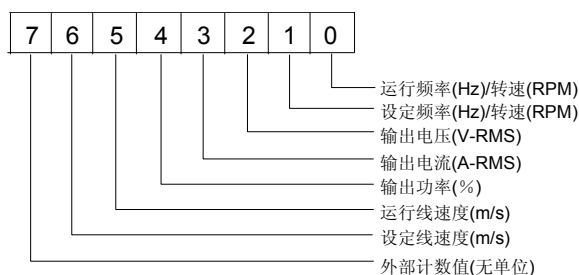 7 6 5 4 3 2 1 0
运行频率(Hz)/转速(RPM)
设定频率(Hz)/转速(RPM)
输出电压(V-RMS)
输出电流(A-RMS)
输出功率(%)
运行线速度(m/s)
设定线速度(m/s)
外部计数值(无单位)